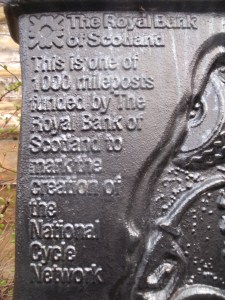 The Royal Bank
of Scotland
This is one of
1000 mileposts
funded by The
Royal Bank of
Scotland to
mark the
creation of
the
National
Cycle
Network